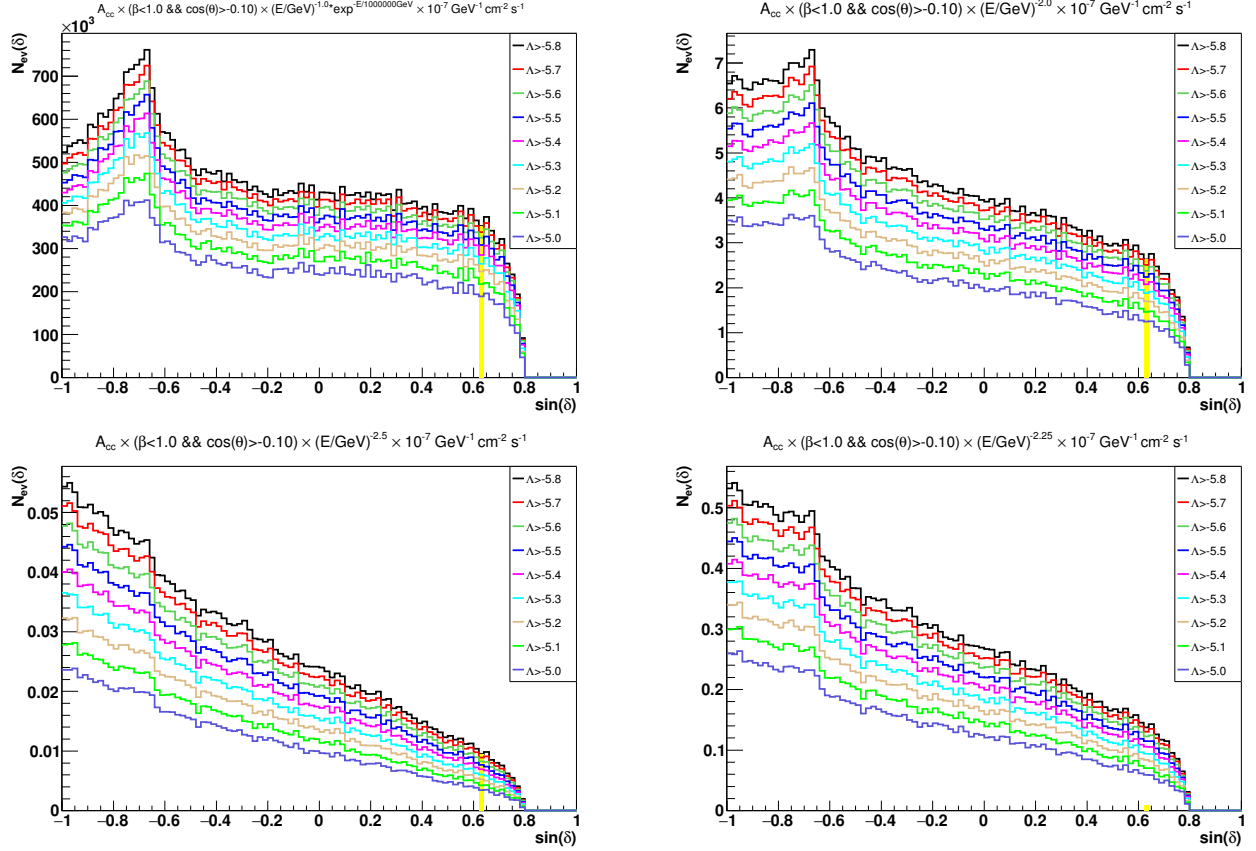 A_cc × (β<1.0 && cos(θ)>-0.10) × (E/GeV)^-1.0*exp^-E/1000000GeV × 10^-7 GeV^-1 cm^-2 s^-1
×10^3
N_ev(δ)
700
600
500
400
300
200
100
0
−1 −0.8 −0.6 −0.4 −0.2 0 0.2 0.4 0.6 0.8 1
sin(δ)
Λ>-5.8
Λ>-5.7
Λ>-5.6
Λ>-5.5
Λ>-5.4
Λ>-5.3
Λ>-5.2
Λ>-5.1
Λ>-5.0
A_cc × (β<1.0 && cos(θ)>-0.10) × (E/GeV)^-2.0 × 10^-7 GeV^-1 cm^-2 s^-1
N_ev(δ)
7
6
5
4
3
2
1
0
−1 −0.8 −0.6 −0.4 −0.2 0 0.2 0.4 0.6 0.8 1
sin(δ)
Λ>-5.8
Λ>-5.7
Λ>-5.6
Λ>-5.5
Λ>-5.4
Λ>-5.3
Λ>-5.2
Λ>-5.1
Λ>-5.0
A_cc × (β<1.0 && cos(θ)>-0.10) × (E/GeV)^-2.5 × 10^-7 GeV^-1 cm^-2 s^-1
N_ev(δ)
0.05
0.04
0.03
0.02
0.01
0
−1 −0.8 −0.6 −0.4 −0.2 0 0.2 0.4 0.6 0.8 1
sin(δ)
Λ>-5.8
Λ>-5.7
Λ>-5.6
Λ>-5.5
Λ>-5.4
Λ>-5.3
Λ>-5.2
Λ>-5.1
Λ>-5.0
A_cc × (β<1.0 && cos(θ)>-0.10) × (E/GeV)^-2.25 × 10^-7 GeV^-1 cm^-2 s^-1
N_ev(δ)
0.5
0.4
0.3
0.2
0.1
0
−1 −0.8 −0.6 −0.4 −0.2 0 0.2 0.4 0.6 0.8 1
sin(δ)
Λ>-5.8
Λ>-5.7
Λ>-5.6
Λ>-5.5
Λ>-5.4
Λ>-5.3
Λ>-5.2
Λ>-5.1
Λ>-5.0